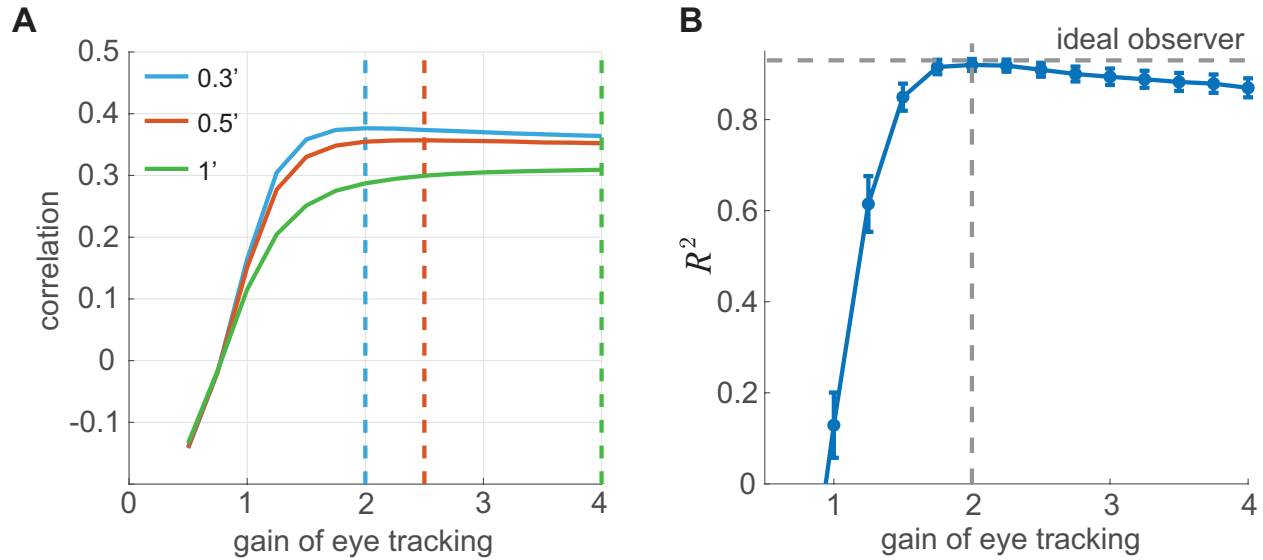 A
0.5
0.4
0.3
0.2
0.1
0
-0.1
0.3’
0.5’
1’
correlation
0 1 2 3 4
gain of eye tracking
B
ideal observer
0.8
0.6
0.4
0.2
0
R²
1 2 3 4
gain of eye tracking